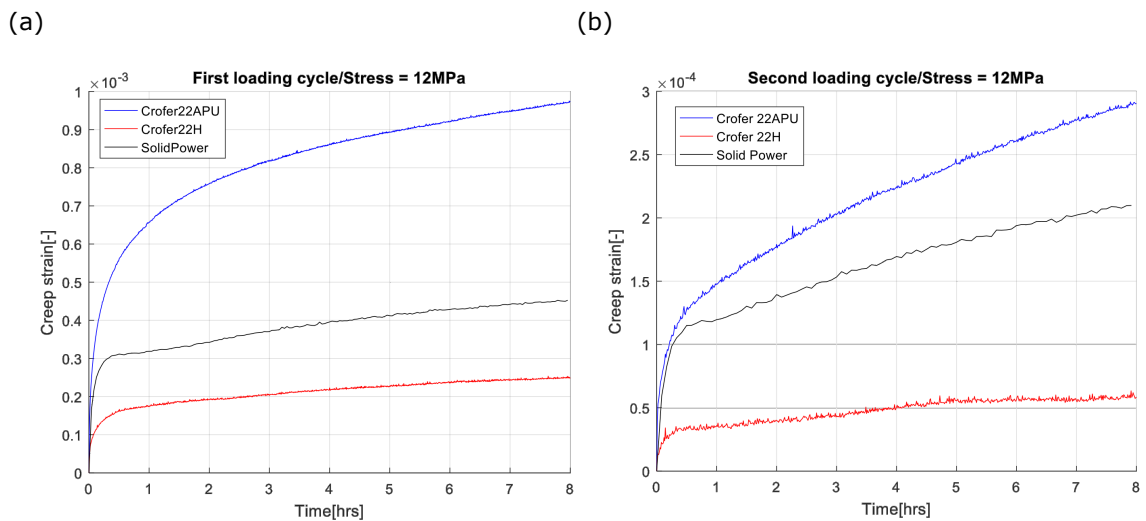 (a)
(b)
First loading cycle/Stress = 12MPa
×10^-3
Crofer22APU
Crofer22H
SolidPower
1
0.9
0.8
0.7
0.6
0.5
0.4
0.3
0.2
0.1
0
Creep strain[-]
0 1 2 3 4 5 6 7 8
Time[hrs]
Second loading cycle/Stress = 12MPa
×10^-4
Crofer 22APU
Crofer 22H
Solid Power
3
2.5
2
1.5
1
0.5
0
Creep strain[-]
0 1 2 3 4 5 6 7 8
Time[hrs]